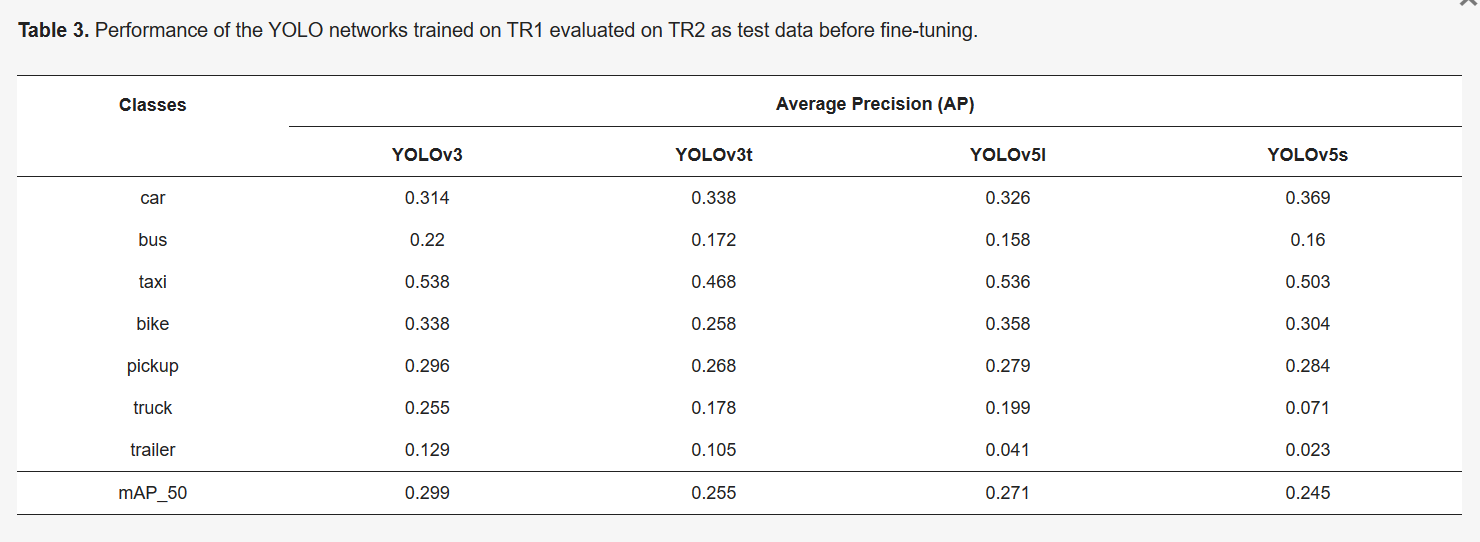 Table 3. Performance of the YOLO networks trained on TR1 evaluated on TR2 as test data before fine-tuning.
Classes Average Precision (AP)
YOLOv3 YOLOv3t YOLOv5l YOLOv5s
car 0.314 0.338 0.326 0.369
bus 0.22 0.172 0.158 0.16
taxi 0.538 0.468 0.536 0.503
bike 0.338 0.258 0.358 0.304
pickup 0.296 0.268 0.279 0.284
truck 0.255 0.178 0.199 0.071
trailer 0.129 0.105 0.041 0.023
mAP_50 0.299 0.255 0.271 0.245